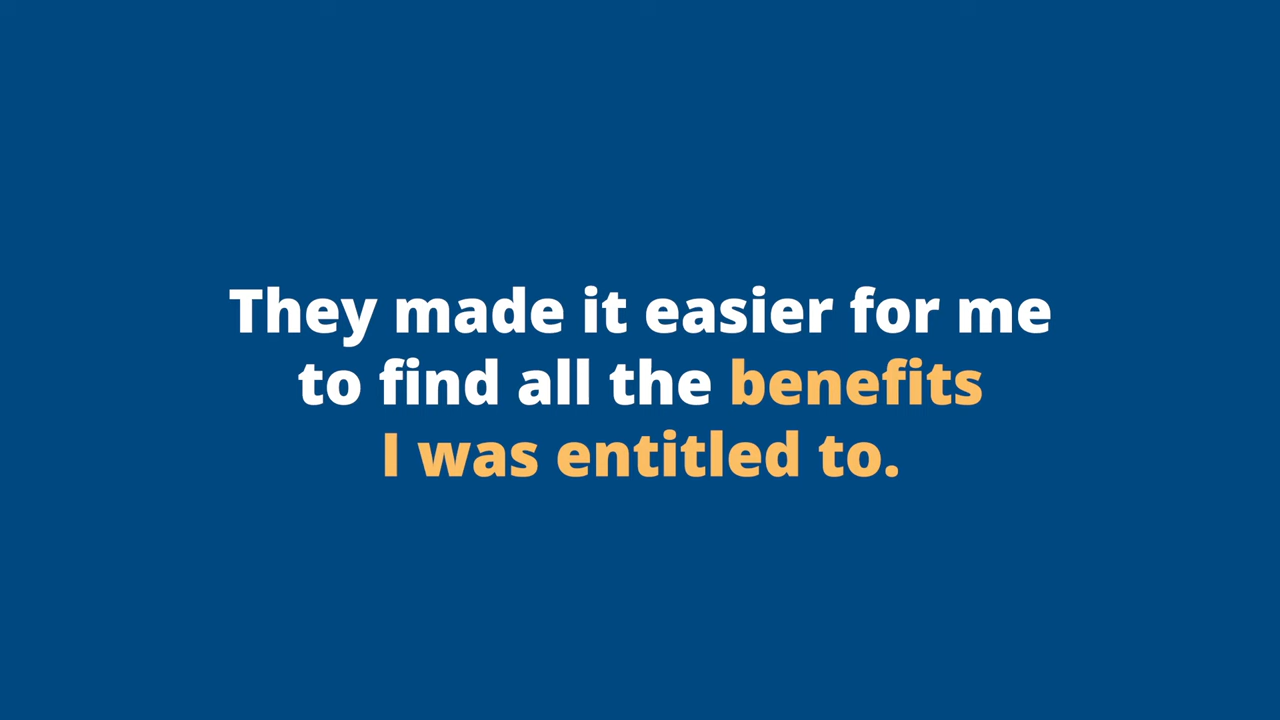 They made it easier for me
to find all the benefits
I was entitled to.